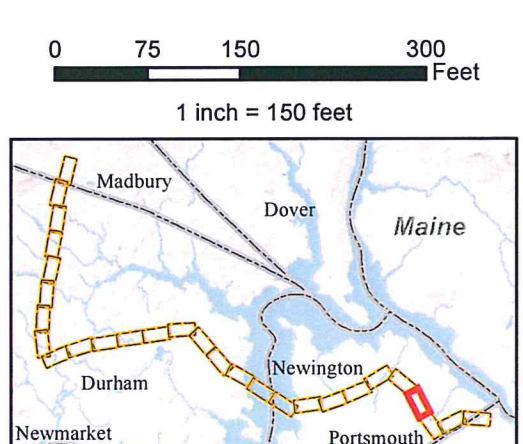 0 75 150 300
Feet
1 inch = 150 feet
Madbury
Dover
Maine
Newington
Durham
Newmarket
Portsmouth